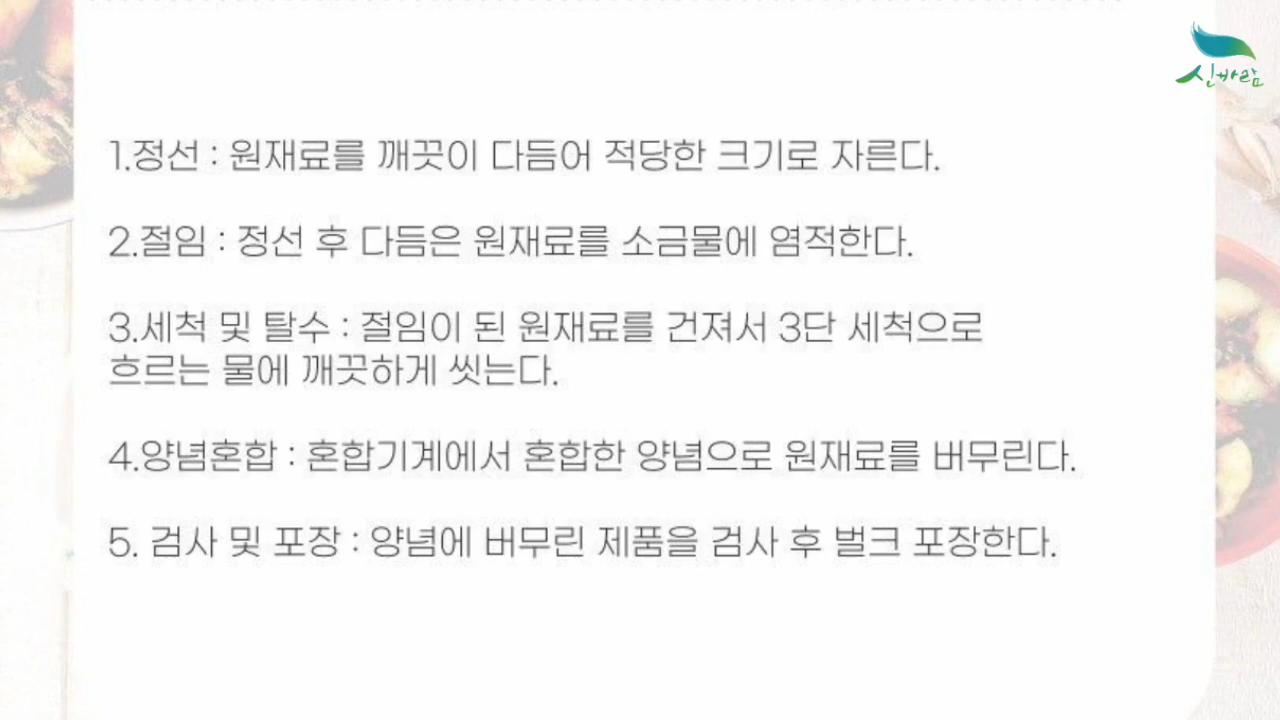 신바람
1.정선 : 원재료를 깨끗이 다듬어 적당한 크기로 자른다.
2.절임 : 정선 후 다듬은 원재료를 소금물에 염적한다.
3.세척 및 탈수 : 절임이 된 원재료를 건져서 3단 세척으로
흐르는 물에 깨끗하게 씻는다.
4.양념혼합 : 혼합기계에서 혼합한 양념으로 원재료를 버무린다.
5. 검사 및 포장 : 양념에 버무린 제품을 검사 후 벌크 포장한다.